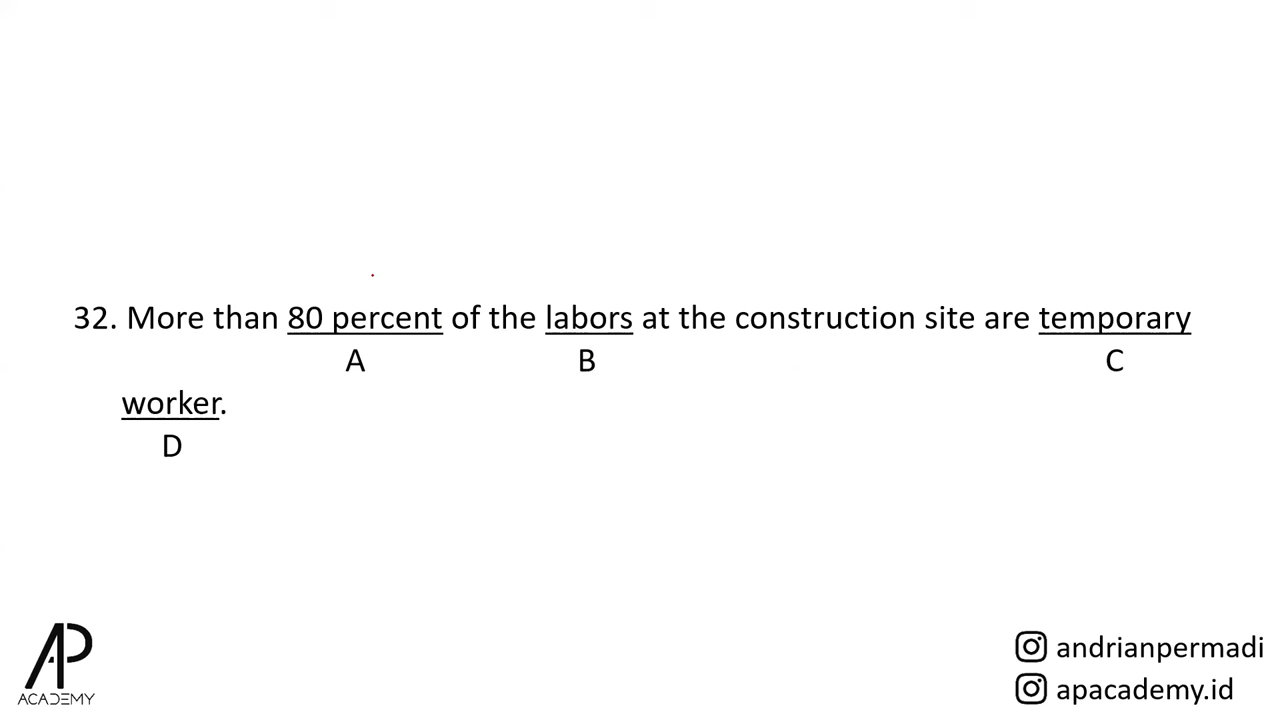 32. More than 80 percent of the labors at the construction site are temporary
A B C
worker.
D
AP
ACADEMY
andrianpermadi
apacademy.id